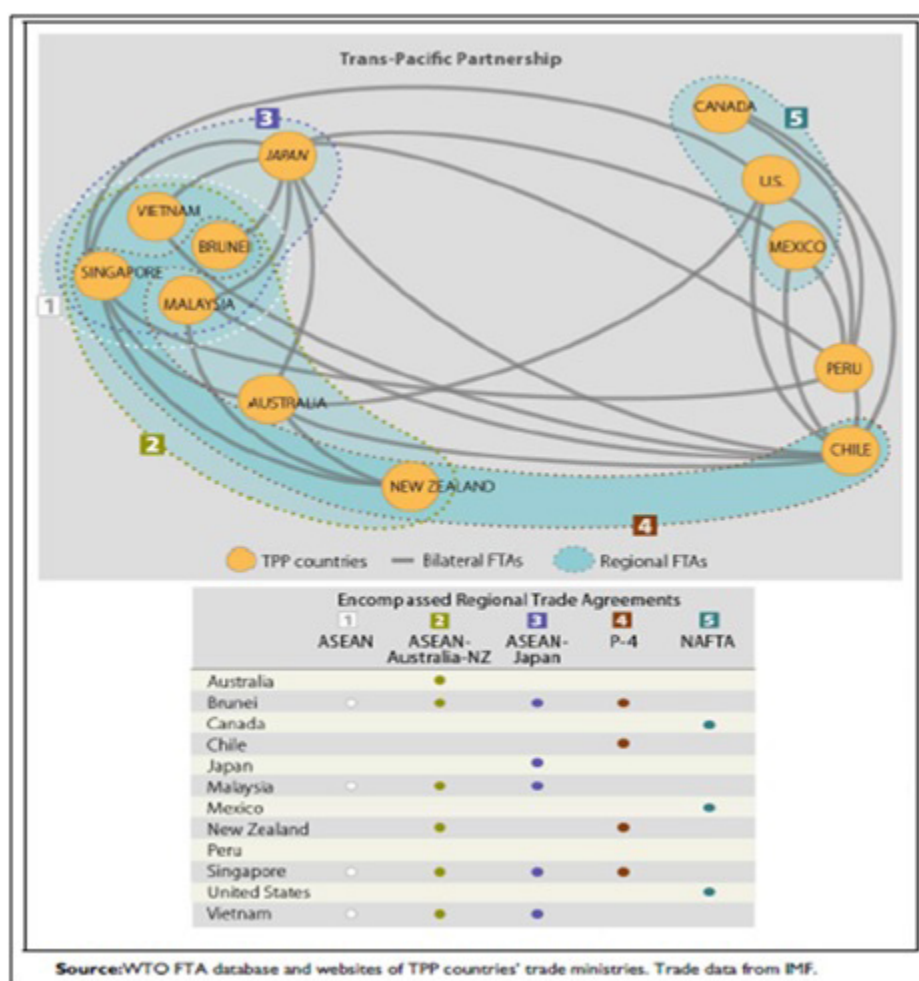 Trans-Pacific Partnership
CANADA
3
5
JAPAN
U.S.
VIETNAM
BRUNEI
MEXICO
SINGAPORE
1
MALAYSIA
PERU
AUSTRALIA
2
CHILE
NEW ZEALAND
4
TPP countries Bilateral FTAs Regional FTAs
Encompassed Regional Trade Agreements
1 2 3 4 5
ASEAN ASEAN- ASEAN- P-4 NAFTA
Australia-NZ Japan
Australia
Brunei
Canada
Chile
Japan
Malaysia
Mexico
New Zealand
Peru
Singapore
United States
Vietnam
Source:WTO FTA database and websites of TPP countries' trade ministries. Trade data from IMF.